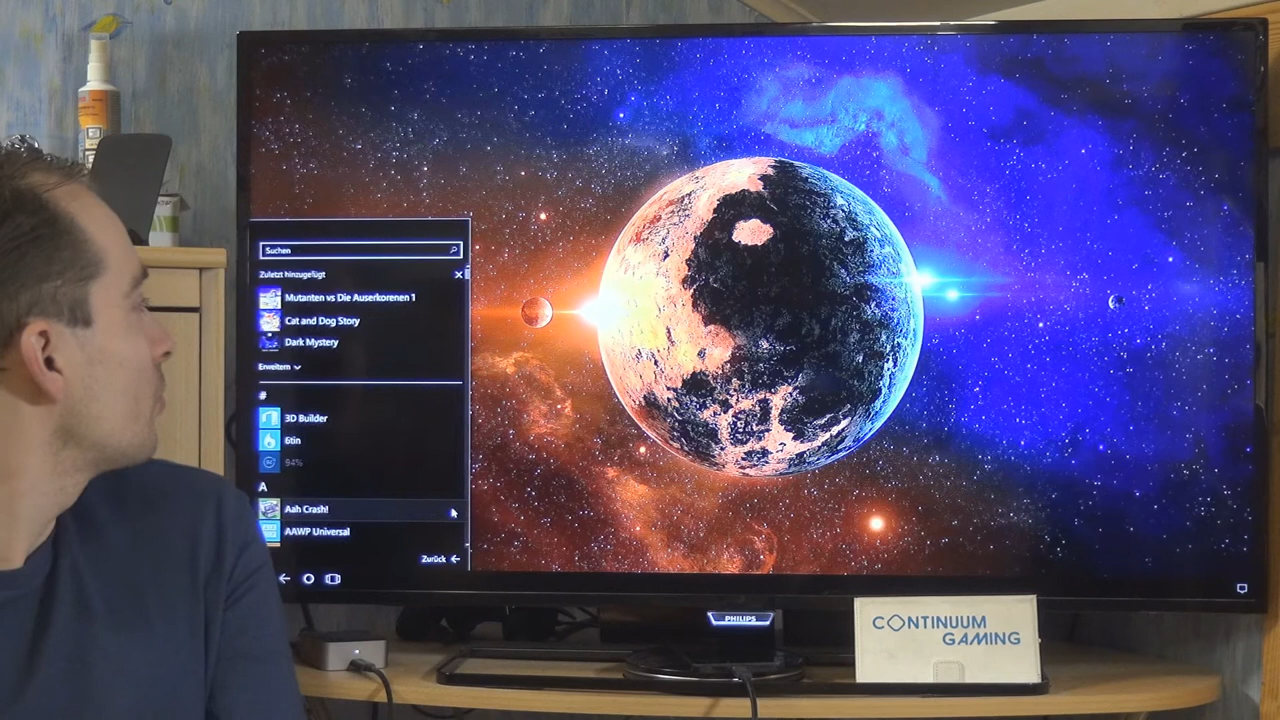 Suchen
Zuletzt hinzugefügt
Mutanten vs Die Auserkorenen 1
Cat and Dog Story
Dark Mystery
Erweitern
#
3D Builder
6tin
94%
A
Aah Crash!
AAWP Universal
Zurück
PHILIPS
CONTINUUM
GAMING